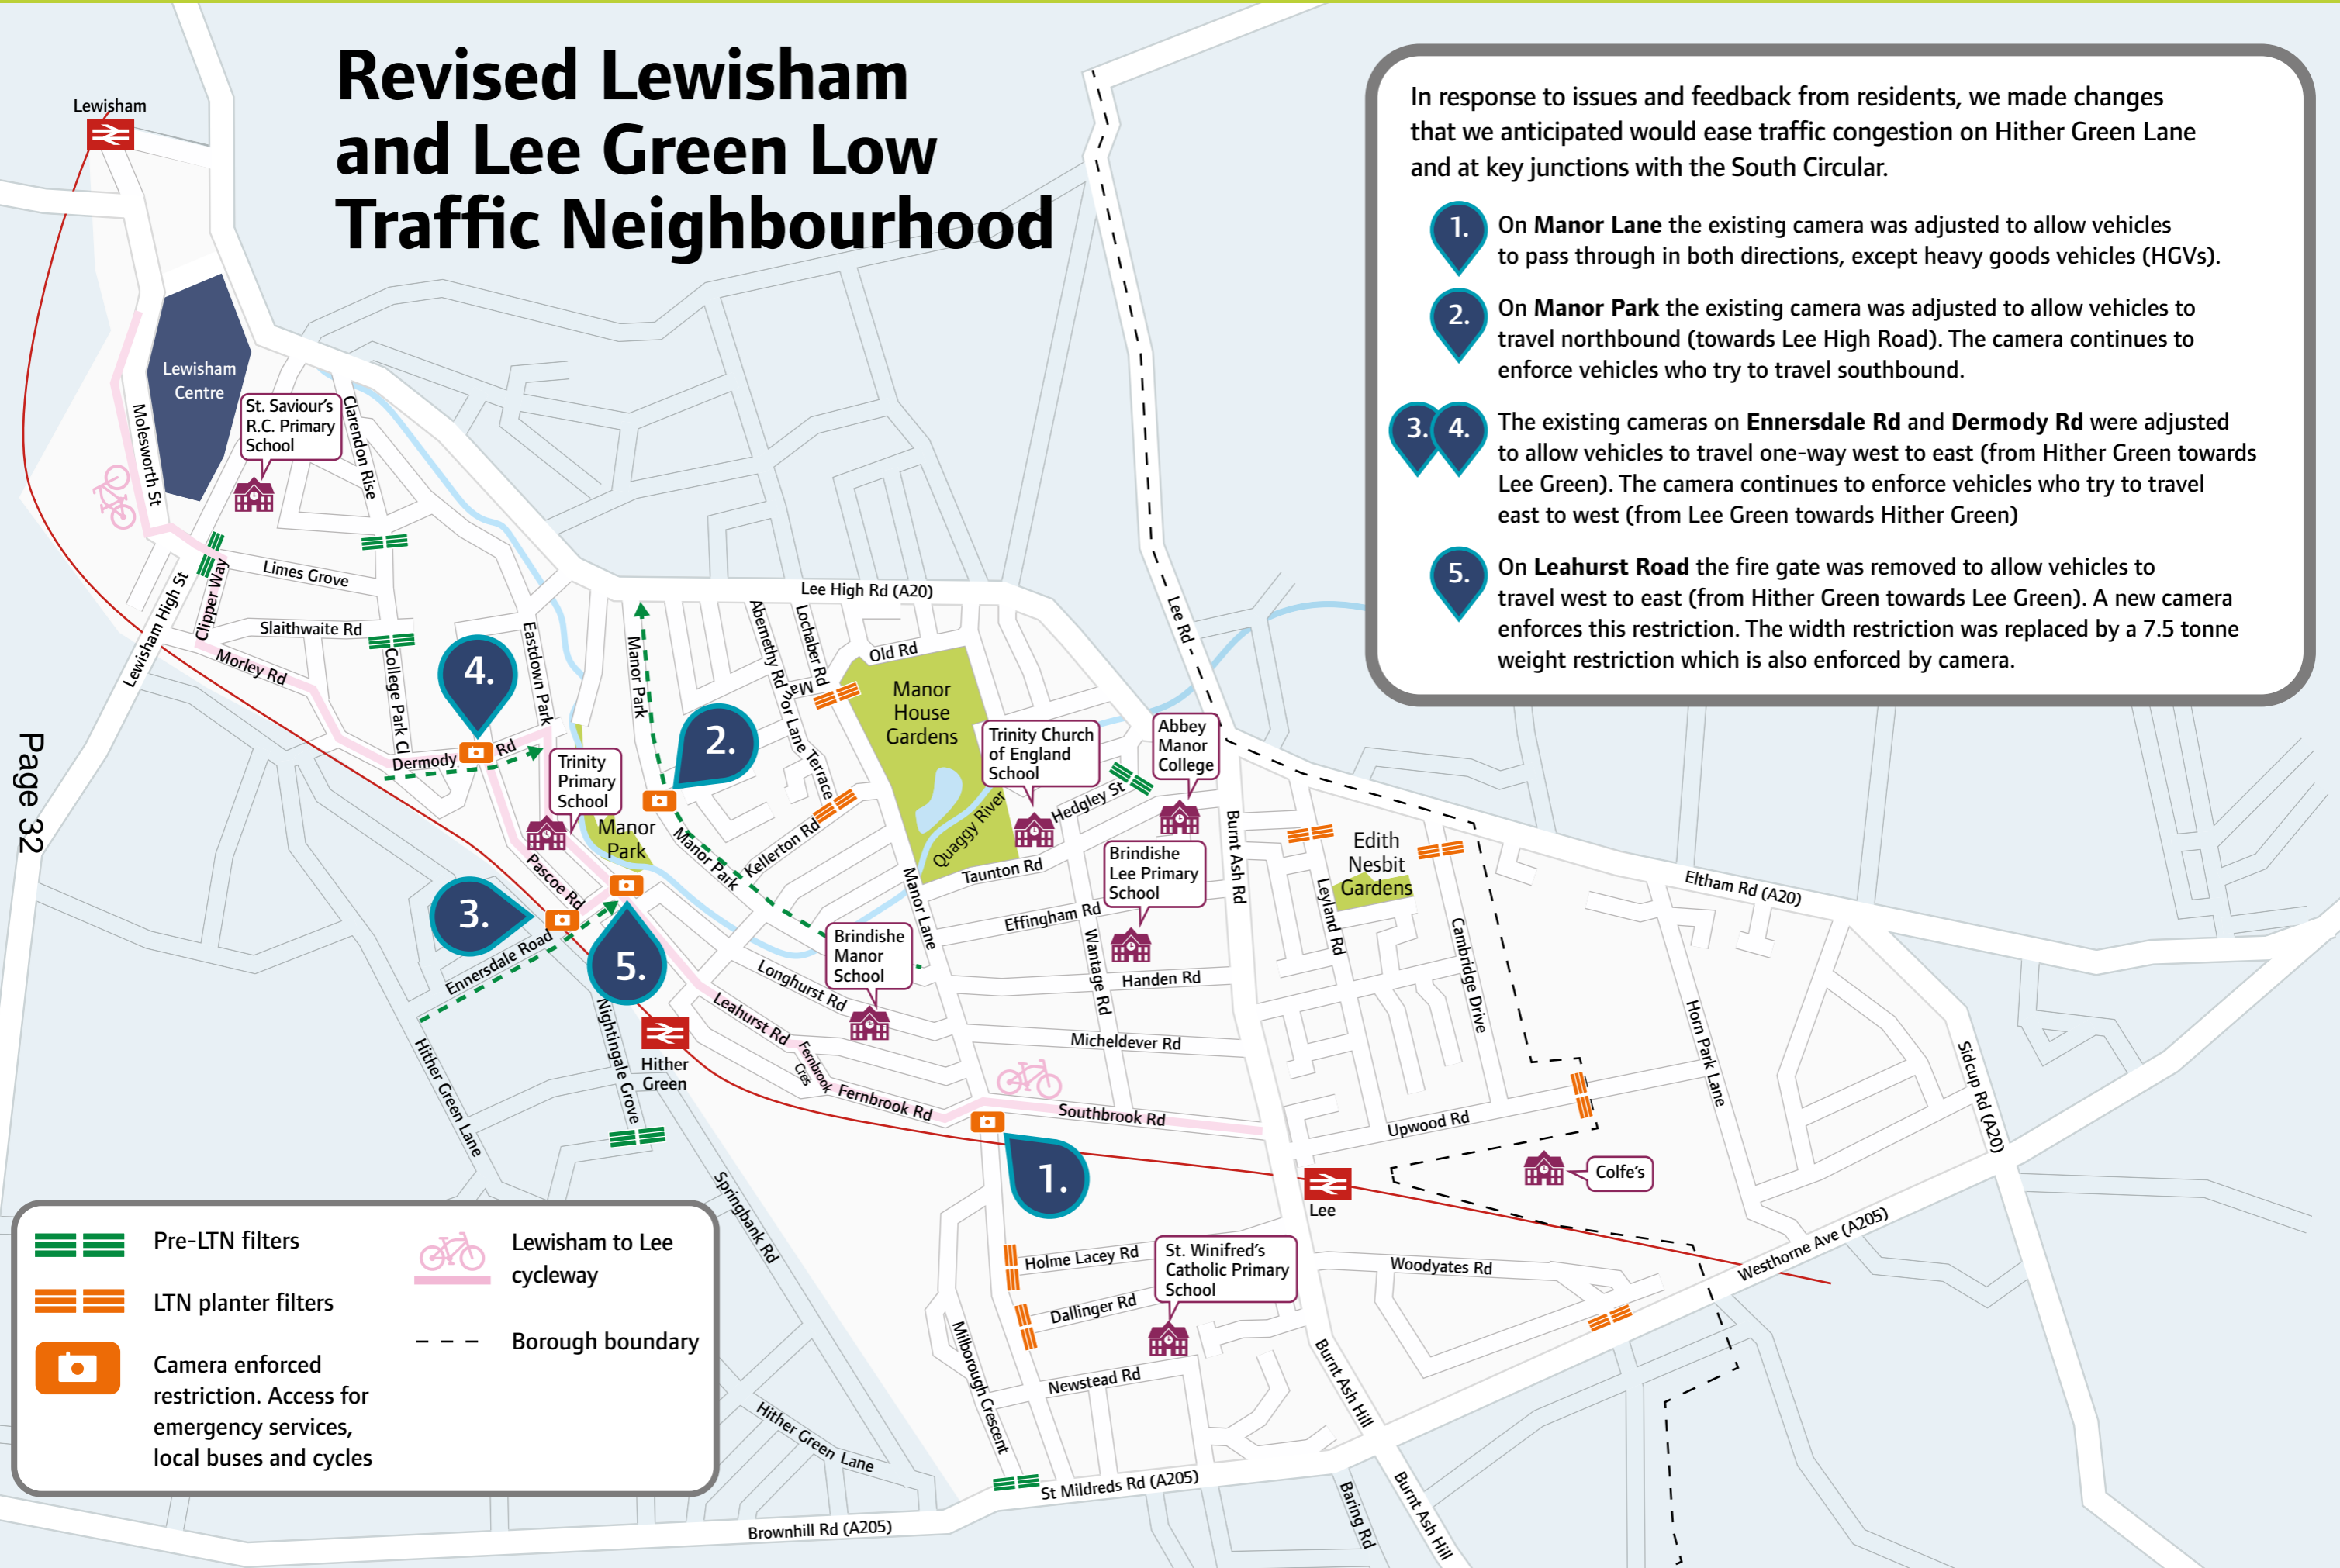 Revised Lewisham
and Lee Green Low
Traffic Neighbourhood
In response to issues and feedback from residents, we made changes
that we anticipated would ease traffic congestion on Hither Green Lane
and at key junctions with the South Circular.
1.
On Manor Lane the existing camera was adjusted to allow vehicles
to pass through in both directions, except heavy goods vehicles (HGVs).
2.
On Manor Park the existing camera was adjusted to allow vehicles to
travel northbound (towards Lee High Road). The camera continues to
enforce vehicles who try to travel southbound.
3. 4.
The existing cameras on Ennersdale Rd and Dermody Rd were adjusted
to allow vehicles to travel one-way west to east (from Hither Green towards
Lee Green). The camera continues to enforce vehicles who try to travel
east to west (from Lee Green towards Hither Green)
5.
On Leahurst Road the fire gate was removed to allow vehicles to
travel west to east (from Hither Green towards Lee Green). A new camera
enforces this restriction. The width restriction was replaced by a 7.5 tonne
weight restriction which is also enforced by camera.
Lewisham
Lewisham
Centre
Molesworth St
St. Saviour's
R.C. Primary
School
Clarendon Rise
Limes Grove
Clipper Way
Lewisham High St
Slaithwaite Rd
Morley Rd
College Park Cl
Eastdown Park
4.
Dermody Rd
Trinity
Primary
School
Manor
Park
Pascoe Rd
3.
Ennersdale Road
5.
Hither
Green
Nightingale Grove
Hither Green Lane
Lee High Rd (A20)
Manor Park
Abernethy Rd
Lochaber Rd
Manor Lane Terrace
Old Rd
Manor
House
Gardens
Quaggy River
2.
Manor Park
Kellerton Rd
Manor Lane
Trinity Church
of England
School
Hedgley St
Abbey
Manor
College
Lee Rd
Taunton Rd
Brindishe
Lee Primary
School
Effingham Rd
Wantage Rd
Handen Rd
Burnt Ash Rd
Brindishe
Manor
School
Longhurst Rd
Leahurst Rd
Fernbrook
Cres
Fernbrook Rd
Micheldever Rd
Southbrook Rd
1.
Edith
Nesbit
Gardens
Leyland Rd
Cambridge Drive
Eltham Rd (A20)
Horn Park Lane
Sidcup Rd (A20)
Upwood Rd
Colfe's
Lee
Westhorne Ave (A205)
Woodyates Rd
Holme Lacey Rd
St. Winifred's
Catholic Primary
School
Dallinger Rd
Newstead Rd
Milborough Crescent
Springbank Rd
Hither Green Lane
St Mildreds Rd (A205)
Brownhill Rd (A205)
Burnt Ash Hill
Baring Rd
Burnt Ash Hill
Pre-LTN filters
LTN planter filters
Camera enforced
restriction. Access for
emergency services,
local buses and cycles
Lewisham to Lee
cycleway
Borough boundary
Page 32